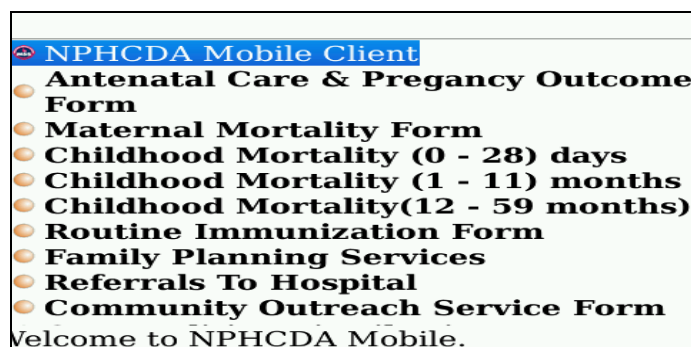 NPHCDA Mobile Client
Antenatal Care & Pregancy Outcome
Form
Maternal Mortality Form
Childhood Mortality (0 - 28) days
Childhood Mortality (1 - 11) months
Childhood Mortality(12 - 59 months)
Routine Immunization Form
Family Planning Services
Referrals To Hospital
Community Outreach Service Form
Welcome to NPHCDA Mobile.